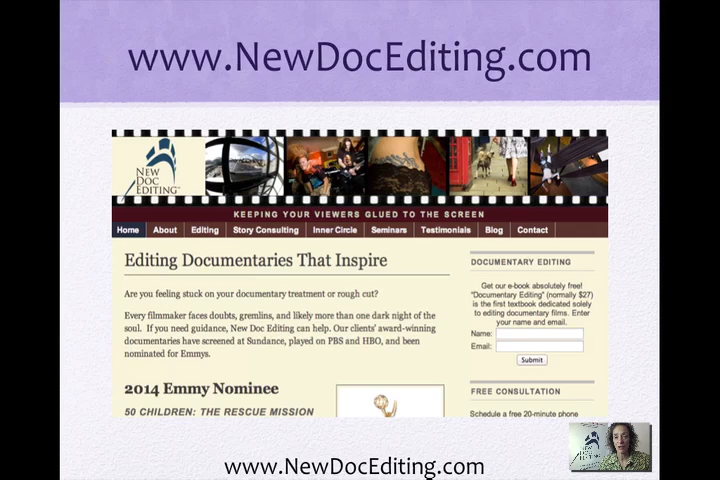 www.NewDocEditing.com
NEW
DOC
EDITING™
KEEPING YOUR VIEWERS GLUED TO THE SCREEN
Home About Editing Story Consulting Inner Circle Seminars Testimonials Blog Contact
Editing Documentaries That Inspire
Are you feeling stuck on your documentary treatment or rough cut?
Every filmmaker faces doubts, gremlins, and likely more than one dark night of the
soul. If you need guidance, New Doc Editing can help. Our clients' award-winning
documentaries have screened at Sundance, played on PBS and HBO, and been
nominated for Emmys.
2014 Emmy Nominee
50 CHILDREN: THE RESCUE MISSION
DOCUMENTARY EDITING
Get our e-book absolutely free!
"Documentary Editing" (normally $27)
is the first textbook dedicated solely
to editing documentary films. Enter
your name and email.
Name:
Email:
Submit
FREE CONSULTATION
Schedule a free 20-minute phone
NEW
DOC
EDITING
www.NewDocEditing.com